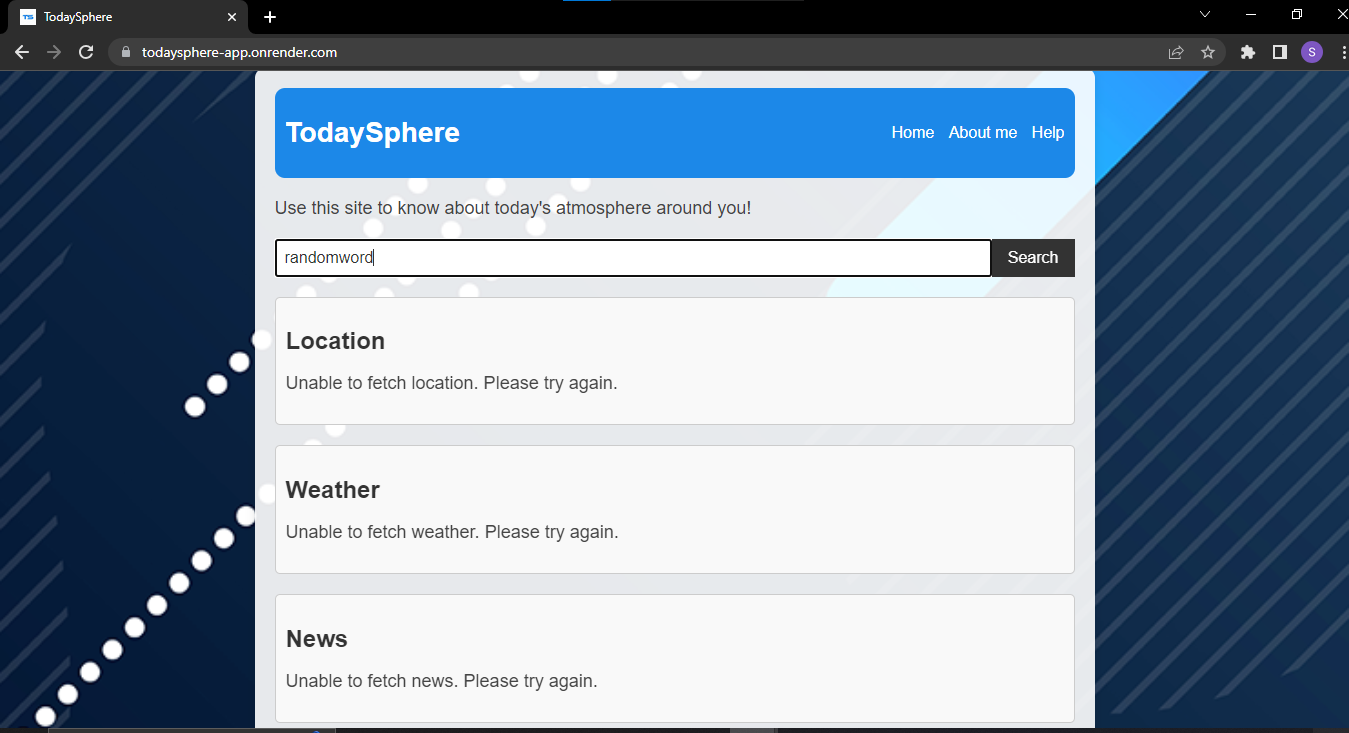 TS TodaySphere
todaysphere-app.onrender.com
S
TodaySphere
Home About me Help
Use this site to know about today's atmosphere around you!
randomword
Search
Location
Unable to fetch location. Please try again.
Weather
Unable to fetch weather. Please try again.
News
Unable to fetch news. Please try again.